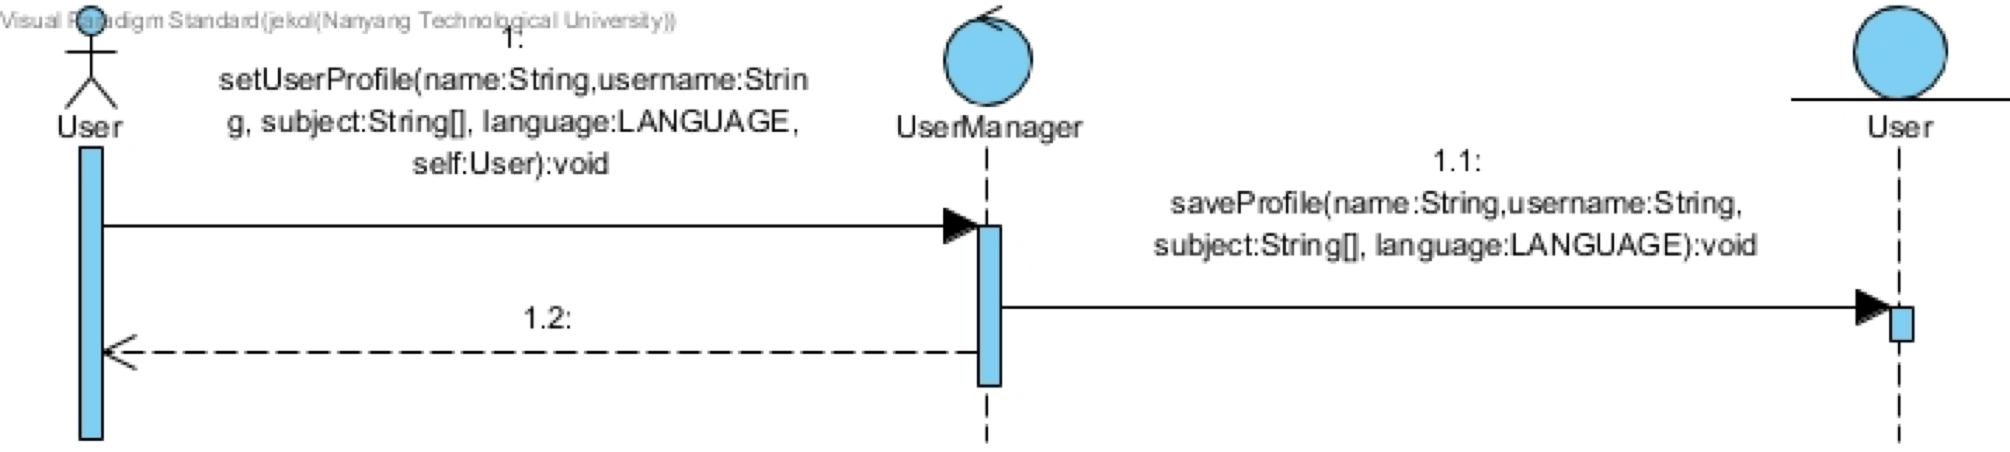 Visual Paradigm Standard(jekol(Nanyang Technological University))
1:
setUserProfile(name:String,username:Strin
g, subject:String[], language:LANGUAGE,
self:User):void
User
UserManager
User
1.1:
saveProfile(name:String,username:String,
subject:String[], language:LANGUAGE):void
1.2: